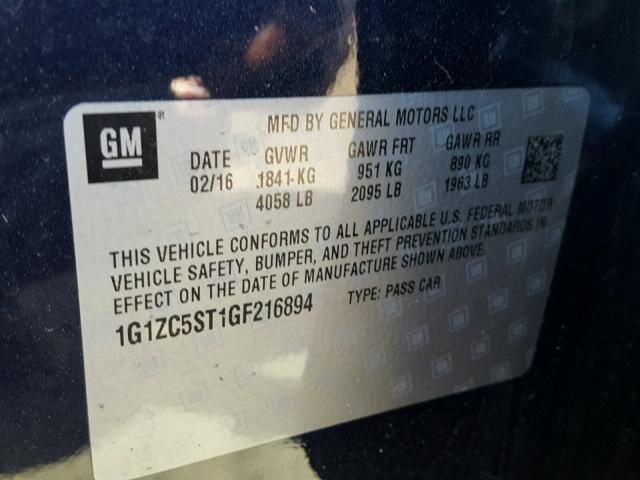 GM
MFD BY GENERAL MOTORS LLC
DATE GVWR GAWR FRT GAWR RR
02/16 1841 KG 951 KG 890 KG
4058 LB 2095 LB 1963 LB
THIS VEHICLE CONFORMS TO ALL APPLICABLE U.S. FEDERAL MOTOR
VEHICLE SAFETY, BUMPER, AND THEFT PREVENTION STANDARDS IN
EFFECT ON THE DATE OF MANUFACTURE SHOWN ABOVE.
1G1ZC5ST1GF216894 TYPE: PASS CAR